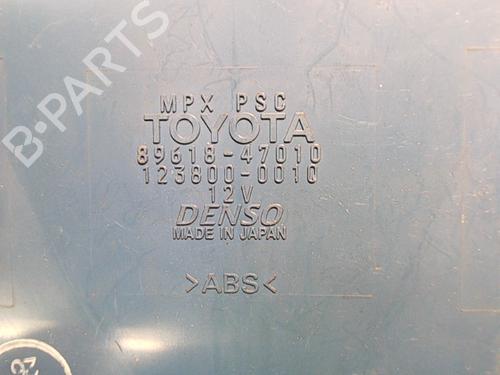 B-PARTS
MPX PSC
TOYOTA
89618-47010
123800-0010
12V
DENSO
MADE IN JAPAN
>ABS<